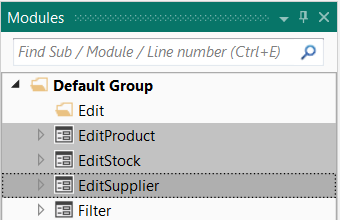 Modules
Find Sub / Module / Line number (Ctrl+E)
Default Group
Edit
EditProduct
EditStock
EditSupplier
Filter